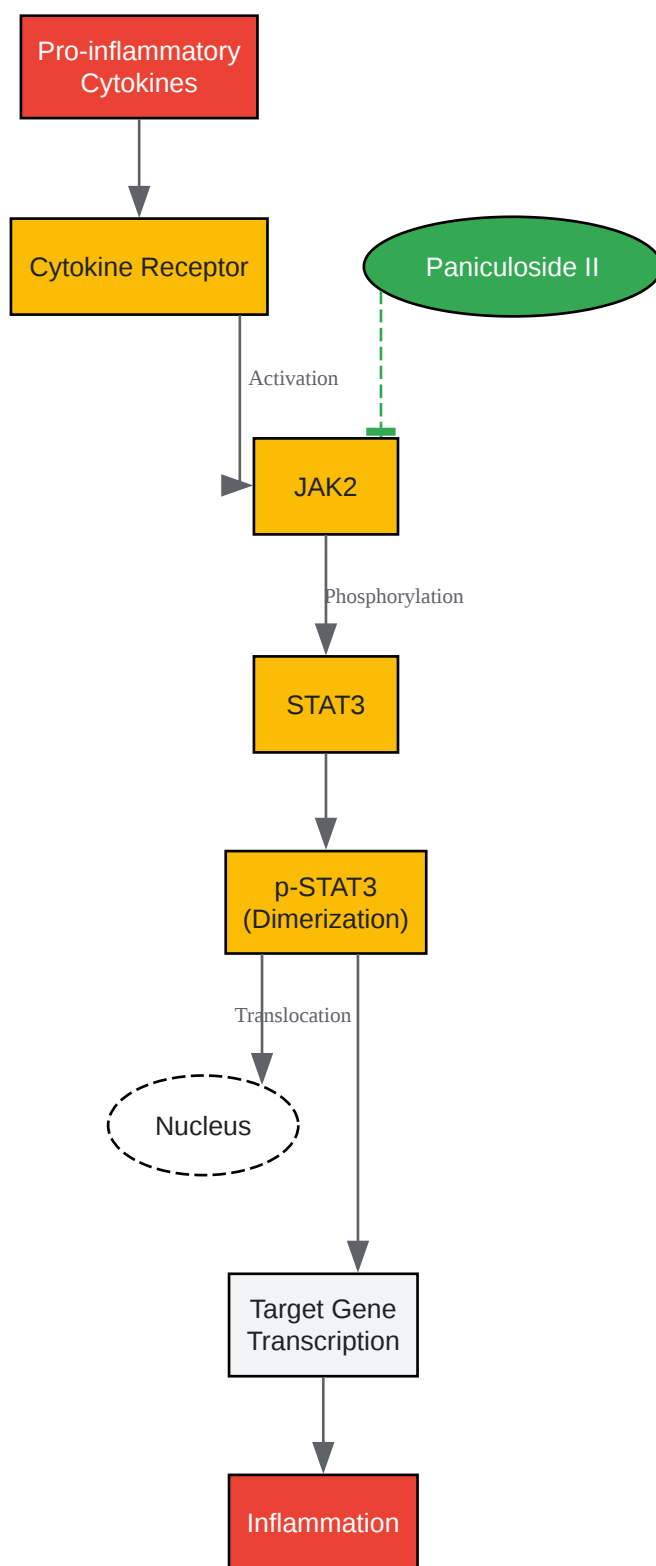 Pro-inflammatory
Cytokines
Cytokine Receptor
Paniculoside II
Activation
JAK2
Phosphorylation
STAT3
p-STAT3
(Dimerization)
Translocation
Nucleus
Target Gene
Transcription
Inflammation